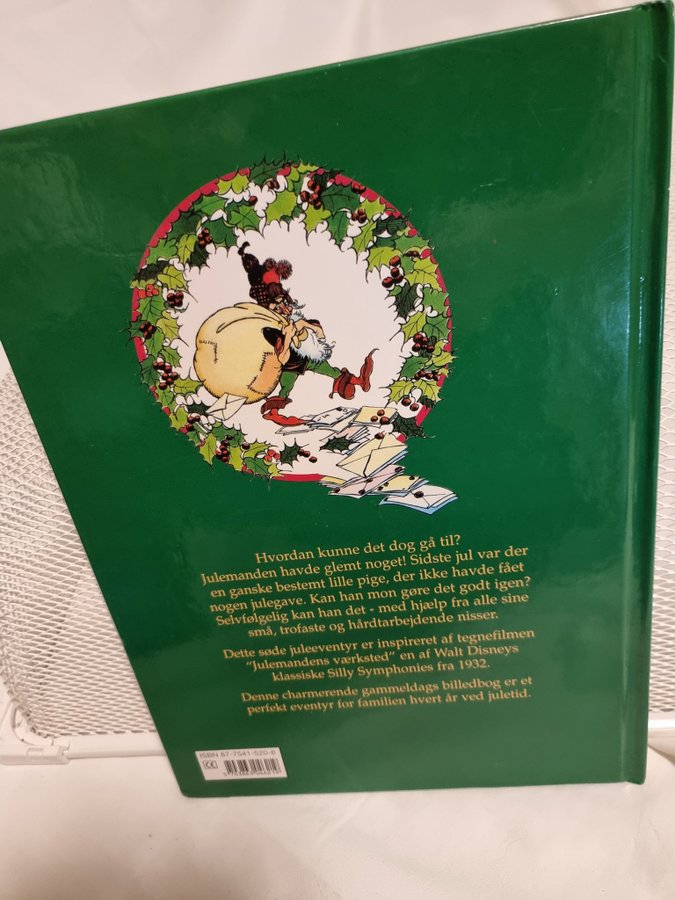 Hvordan kunne det dog gå til?
Julemanden havde glemt noget! Sidste jul var der
en ganske bestemt lille pige, der ikke havde fået
nogen julegave. Kan han mon gøre det godt igen?
Selvfølgelig kan han det - med hjælp fra alle sine
små, trofaste og hårdtarbejdende nisser.
Dette søde juleeventyr er inspireret af tegnefilmen
"Julemandens værksted" en af Walt Disneys
klassiske Silly Symphonies fra 1932.
Denne charmerende gammeldags billedbog er et
perfekt eventyr for familien hvert år ved juletid.
ISBN 87-7541-520-8
CE